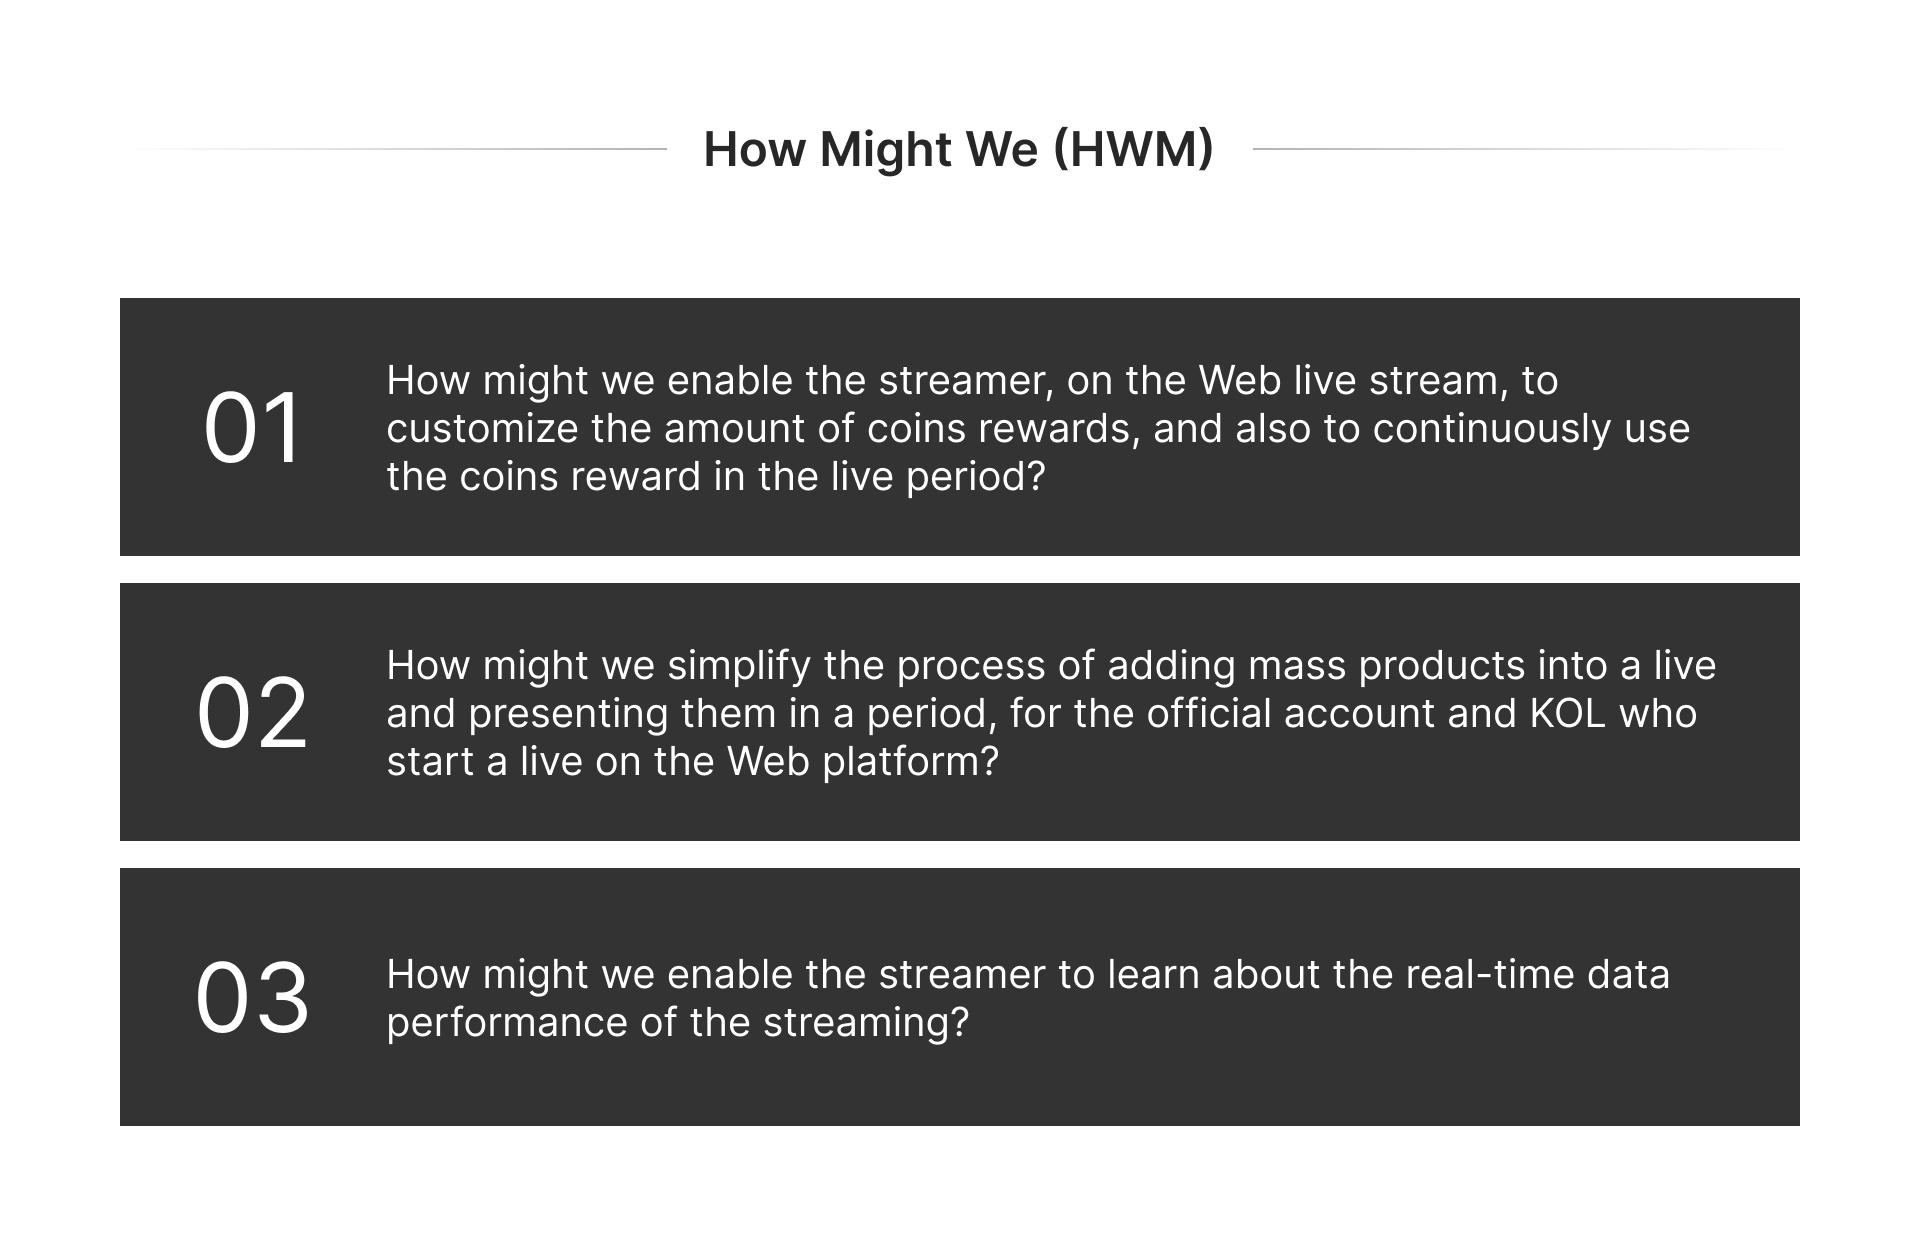 How Might We (HWM)
01
How might we enable the streamer, on the Web live stream, to
customize the amount of coins rewards, and also to continuously use
the coins reward in the live period?
02
How might we simplify the process of adding mass products into a live
and presenting them in a period, for the official account and KOL who
start a live on the Web platform?
03
How might we enable the streamer to learn about the real-time data
performance of the streaming?